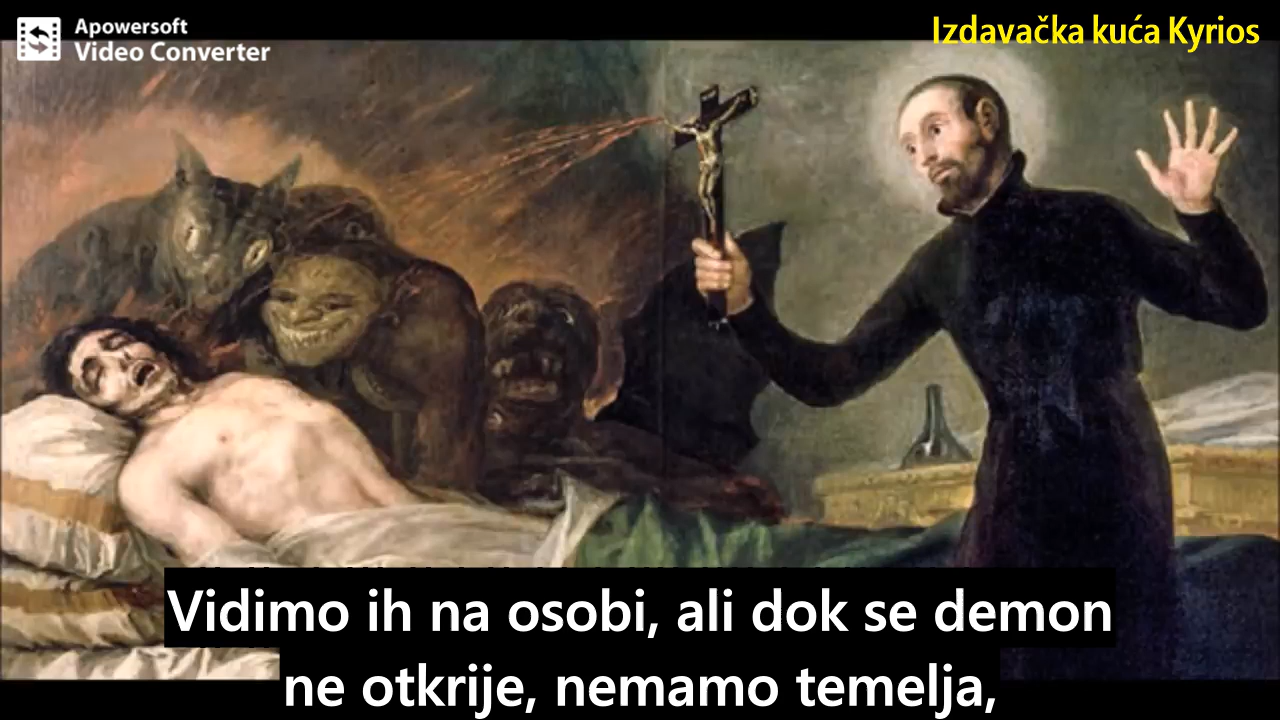 Apowersoft
Video Converter
Izdavačka kuća Kyrios
Vidimo ih na osobi, ali dok se demon
ne otkrije, nemamo temelja,